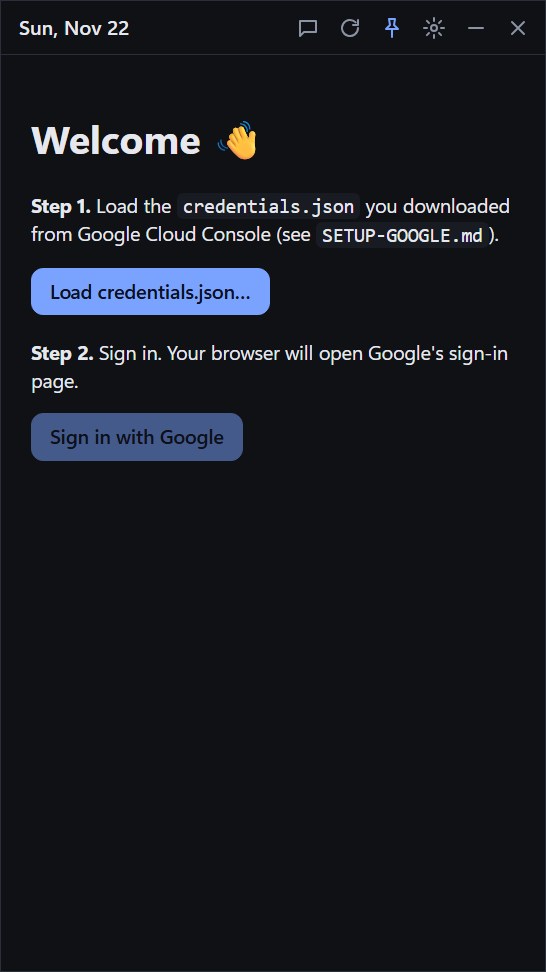 Sun, Nov 22
Welcome 👋
Step 1. Load the credentials.json you downloaded
from Google Cloud Console (see SETUP-GOOGLE.md).
Load credentials.json...
Step 2. Sign in. Your browser will open Google's sign-in
page.
Sign in with Google